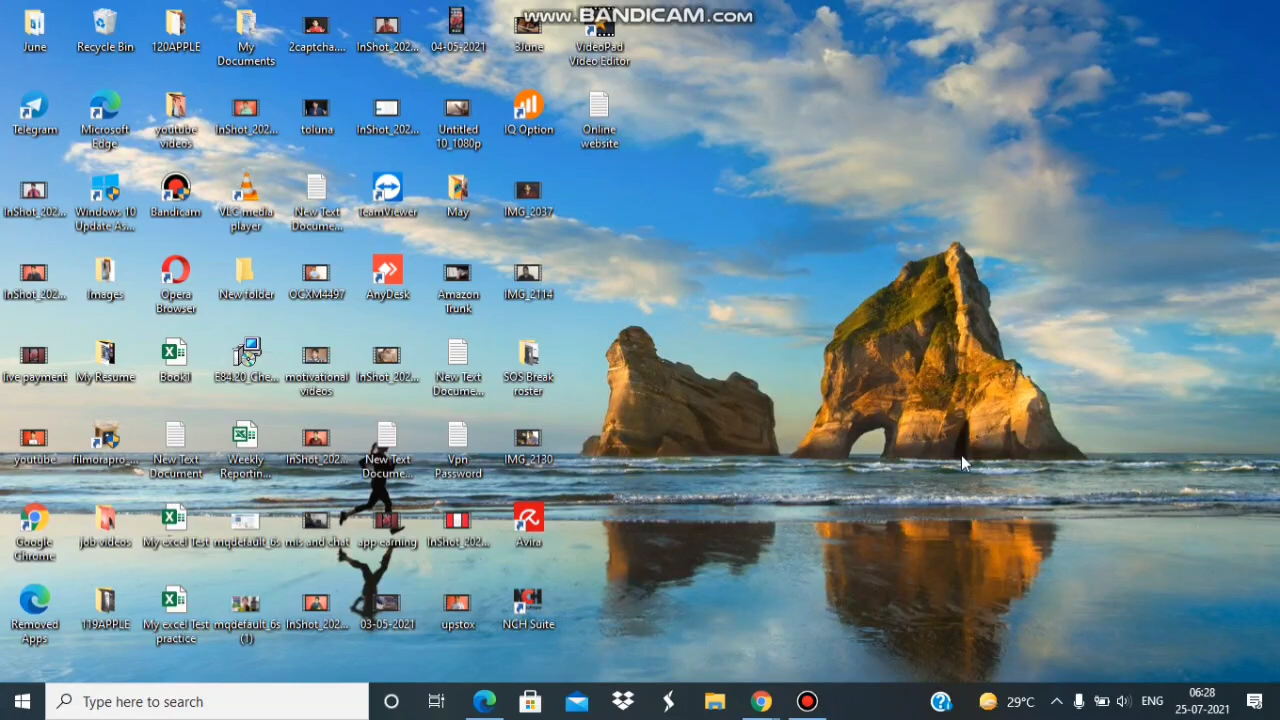 www.BANDICAM.com
June
Recycle Bin
120APPLE
My
Documents
2captcha....
InShot_202...
04-05-2021
3June
VideoPad
Video Editor
Telegram
Microsoft
Edge
youtube
videos
InShot_202...
toluna
InShot_202...
Untitled
10_1080p
IQ Option
Online
website
InShot_202...
Windows 10
Update As...
Bandicam
VLC media
player
New Text
Docume...
TeamViewer
May
IMG_2037
InShot_202...
Images
Opera
Browser
New folder
OCXM4497
AnyDesk
Amazon
Trunk
IMG_2114
live payment
My Resume
Book1
E8420_Che...
motivational
videos
InShot_202...
New Text
Docume...
SOS Break
roster
youtube
filmorapro_...
New Text
Document
Weekly
Reportin...
InShot_202...
New Text
Docume...
Vpn
Password
IMG_2130
Google
Chrome
job videos
My excel Test
mqdefault_6s
mis and chat
app earning
InShot_202...
Avira
Removed
Apps
119APPLE
My excel Test
practice
mqdefault_6s
(1)
InShot_202...
03-05-2021
upstox
NCH Suite
Type here to search
29°C
ENG
06:28
25-07-2021